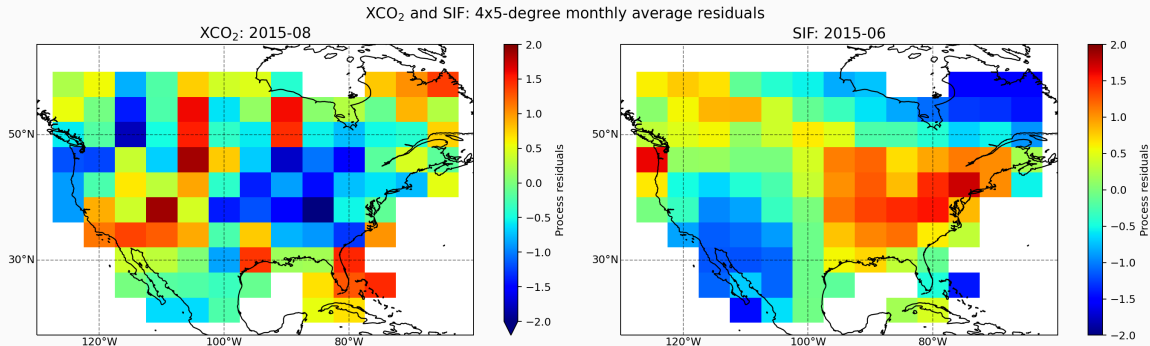 XCO₂ and SIF: 4x5-degree monthly average residuals
XCO₂: 2015-08
50°N
30°N
120°W
100°W
80°W
2.0
1.5
1.0
0.5
0.0
−0.5
−1.0
−1.5
−2.0
Process residuals
SIF: 2015-06
50°N
30°N
120°W
100°W
80°W
2.0
1.5
1.0
0.5
0.0
−0.5
−1.0
−1.5
−2.0
Process residuals